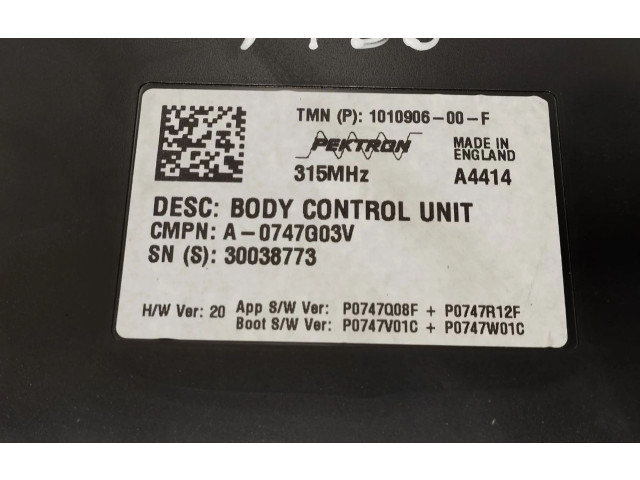 TMN (P): 1010906-00-F
PEKTRON
MADE IN
ENGLAND
315MHz
A4414
DESC: BODY CONTROL UNIT
CMPN: A-0747G03V
SN (S): 30038773
H/W Ver: 20
App S/W Ver: P0747Q08F + P0747R12F
Boot S/W Ver: P0747V01C + P0747W01C